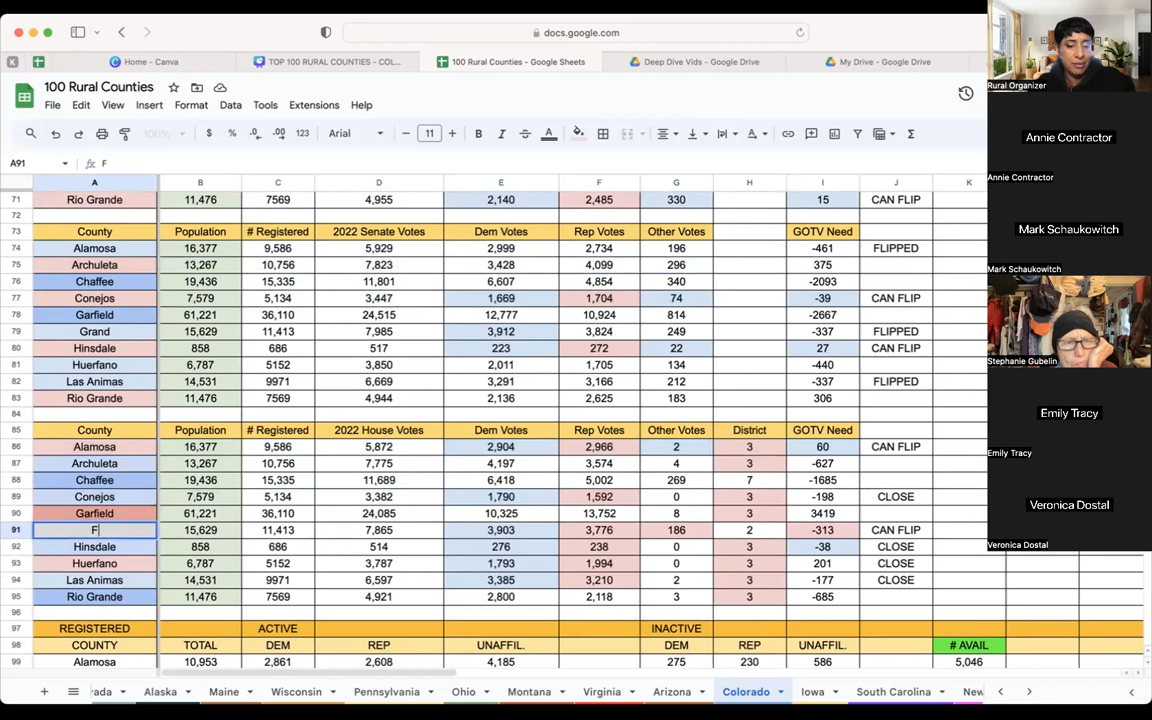 docs.google.com
K
Home - Canva
TOP 100 RURAL COUNTIES - COL...
100 Rural Counties - Google Sheets
Deep Dive Vids - Google Drive
My Drive - Google Drive
100 Rural Counties
File Edit View Insert Format Data Tools Extensions Help
100% $ % .0 .00 123 Arial 11 B I S A
A91 fx F
A B C D E F G H I J K
71 Rio Grande 11,476 7569 4,955 2,140 2,485 330 15 CAN FLIP
72
73 County Population # Registered 2022 Senate Votes Dem Votes Rep Votes Other Votes GOTV Need
74 Alamosa 16,377 9,586 5,929 2,999 2,734 196 -461 FLIPPED
75 Archuleta 13,267 10,756 7,823 3,428 4,099 296 375
76 Chaffee 19,436 15,335 11,801 6,607 4,854 340 -2093
77 Conejos 7,579 5,134 3,447 1,669 1,704 74 -39 CAN FLIP
78 Garfield 61,221 36,110 24,515 12,777 10,924 814 -2667
79 Grand 15,629 11,413 7,985 3,912 3,824 249 -337 FLIPPED
80 Hinsdale 858 686 517 223 272 22 27 CAN FLIP
81 Huerfano 6,787 5152 3,850 2,011 1,705 134 -440
82 Las Animas 14,531 9971 6,669 3,291 3,166 212 -337 FLIPPED
83 Rio Grande 11,476 7569 4,944 2,136 2,625 183 306
84
85 County Population # Registered 2022 House Votes Dem Votes Rep Votes Other Votes District GOTV Need
86 Alamosa 16,377 9,586 5,872 2,904 2,966 2 3 60 CAN FLIP
87 Archuleta 13,267 10,756 7,775 4,197 3,574 4 3 -627
88 Chaffee 19,436 15,335 11,689 6,418 5,002 269 7 -1685
89 Conejos 7,579 5,134 3,382 1,790 1,592 0 3 -198 CLOSE
90 Garfield 61,221 36,110 24,085 10,325 13,752 8 3 3419
91 F 15,629 11,413 7,865 3,903 3,776 186 2 -313 CAN FLIP
92 Hinsdale 858 686 514 276 238 0 3 -38 CLOSE
93 Huerfano 6,787 5152 3,787 1,793 1,994 0 3 201 CLOSE
94 Las Animas 14,531 9971 6,597 3,385 3,210 2 3 -177 CLOSE
95 Rio Grande 11,476 7569 4,921 2,800 2,118 3 3 -685
96
97 REGISTERED ACTIVE INACTIVE
98 COUNTY TOTAL DEM REP UNAFFIL. DEM REP UNAFFIL. # AVAIL
99 Alamosa 10,953 2,861 2,608 4,185 275 230 586 5,046
vada Alaska Maine Wisconsin Pennsylvania Ohio Montana Virginia Arizona Colorado Iowa South Carolina New
Rural Organizer
Annie Contractor
Annie Contractor
Mark Schaukowitch
Mark Schaukowitch
Stephanie Gubelin
Emily Tracy
Emily Tracy
Veronica Dostal
Veronica Dostal